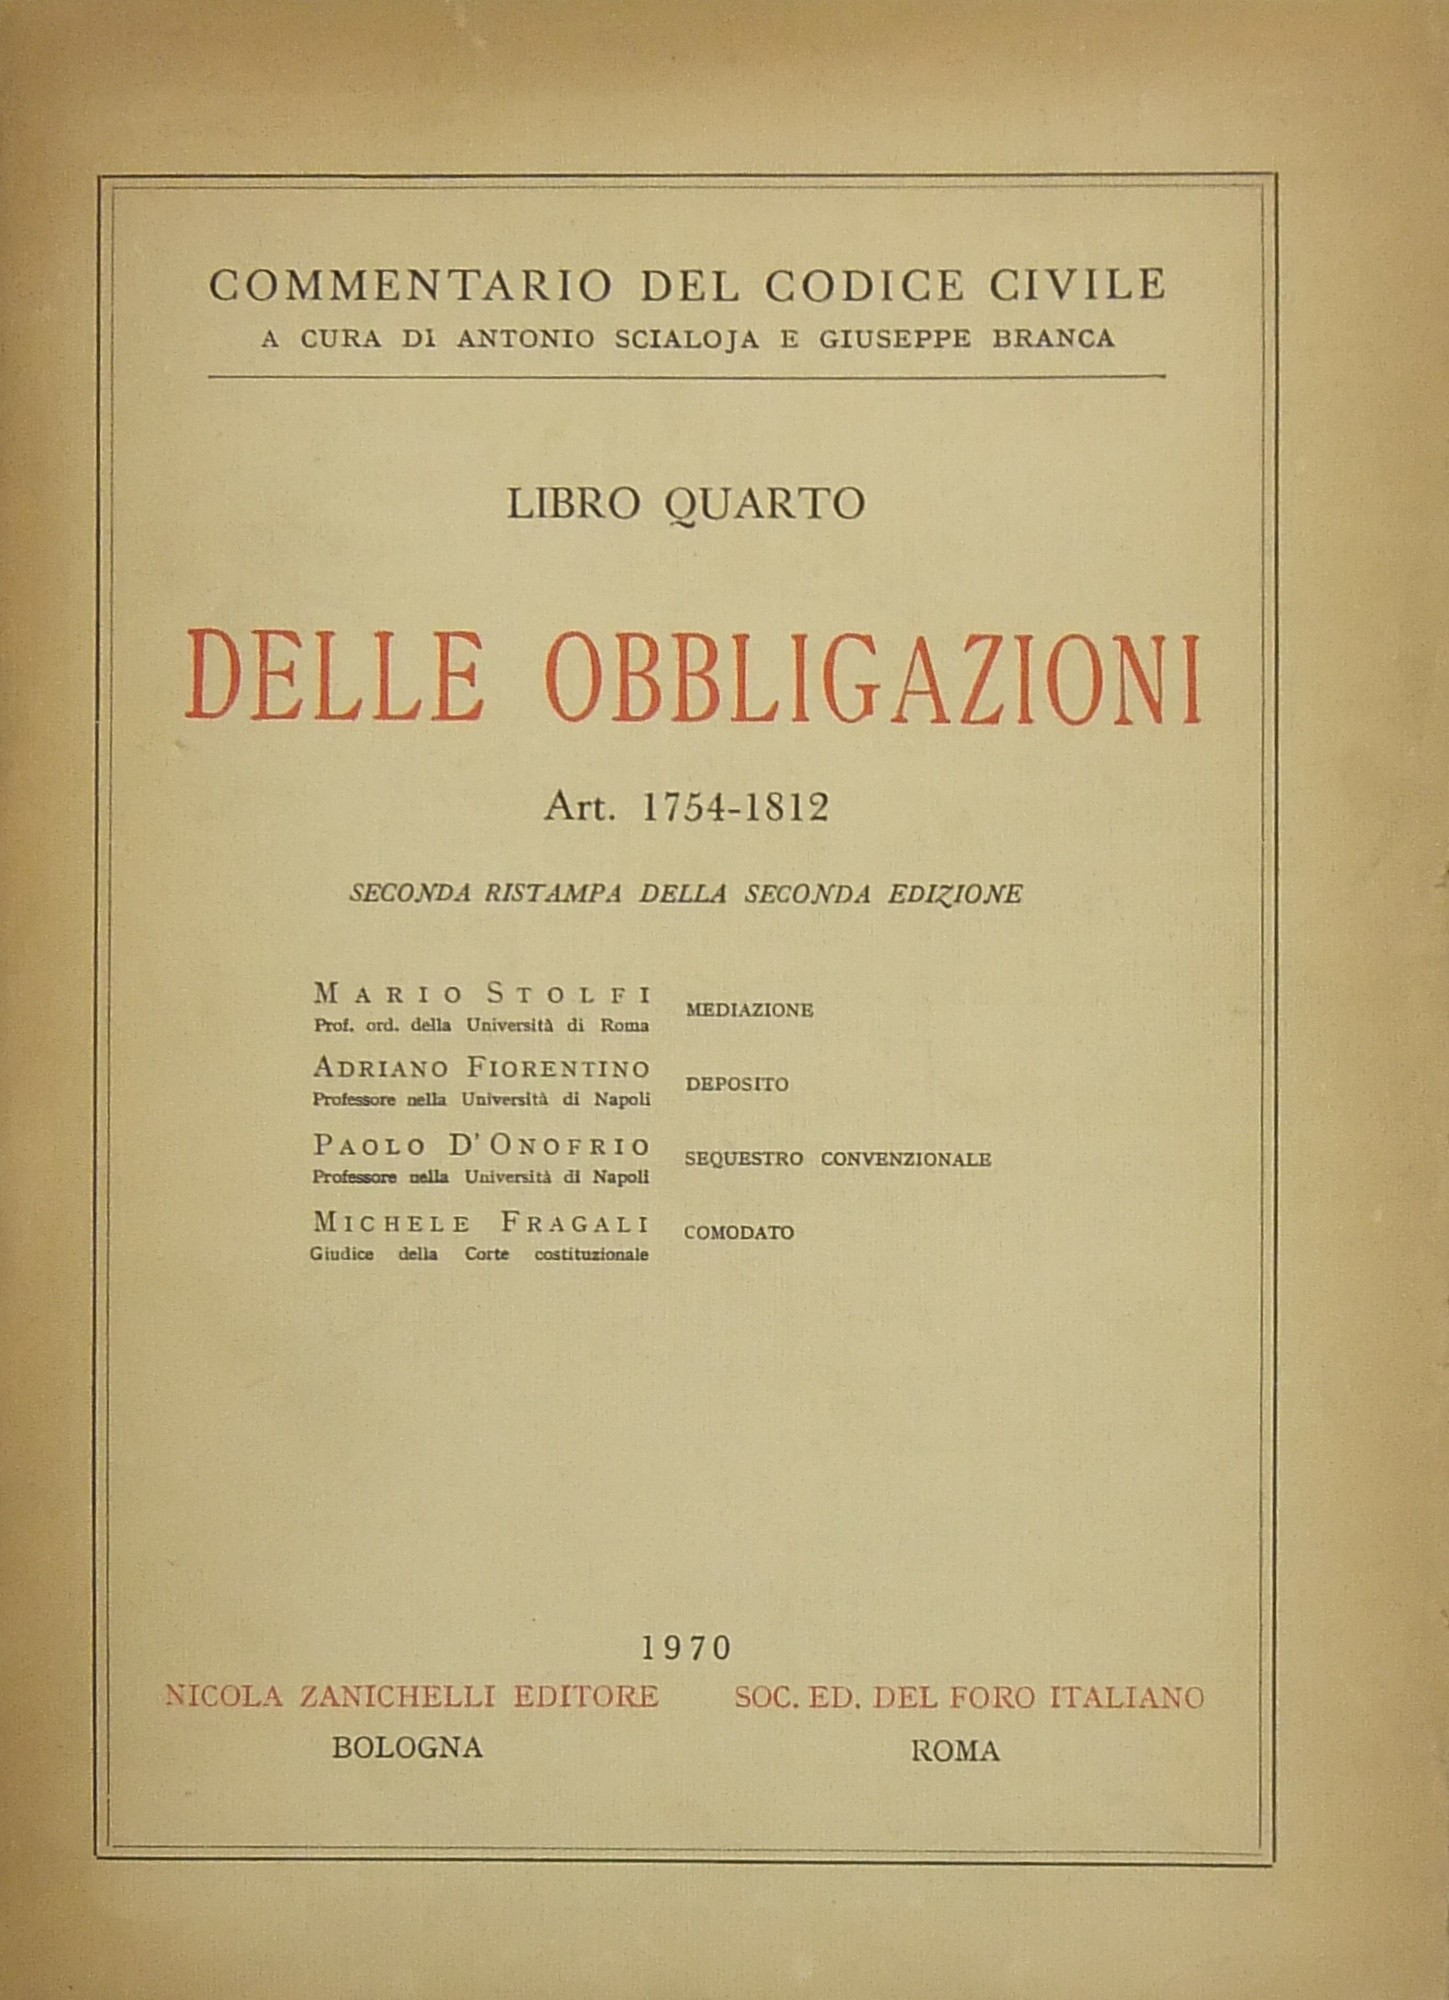 COMMENTARIO DEL CODICE CIVILE
A CURA DI ANTONIO SCIALOJA E GIUSEPPE BRANCA
LIBRO QUARTO
DELLE OBBLIGAZIONI
Art. 1754-1812
SECONDA RISTAMPA DELLA SECONDA EDIZIONE
MARIO STOLFI
Prof. ord. della Università di Roma
MEDIAZIONE
ADRIANO FIORENTINO
Professore nella Università di Napoli
DEPOSITO
PAOLO D'ONOFRIO
Professore nella Università di Napoli
SEQUESTRO CONVENZIONALE
MICHELE FRAGALI
Giudice della Corte costituzionale
COMODATO
1970
NICOLA ZANICHELLI EDITORE
BOLOGNA
SOC. ED. DEL FORO ITALIANO
ROMA